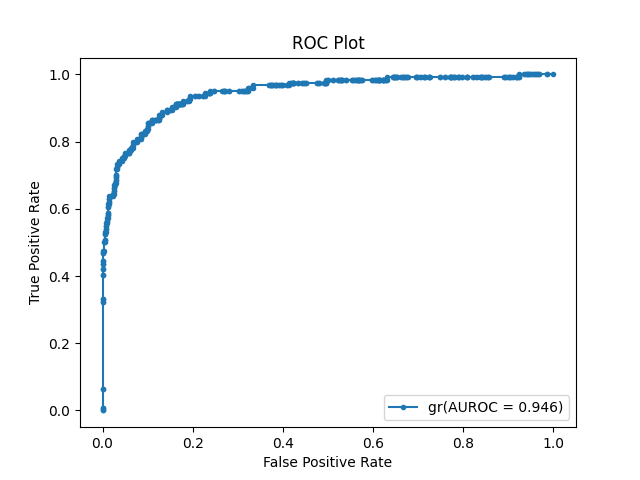 ROC Plot
True Positive Rate
1.0
0.8
0.6
0.4
0.2
0.0
gr(AUROC = 0.946)
0.0 0.2 0.4 0.6 0.8 1.0
False Positive Rate